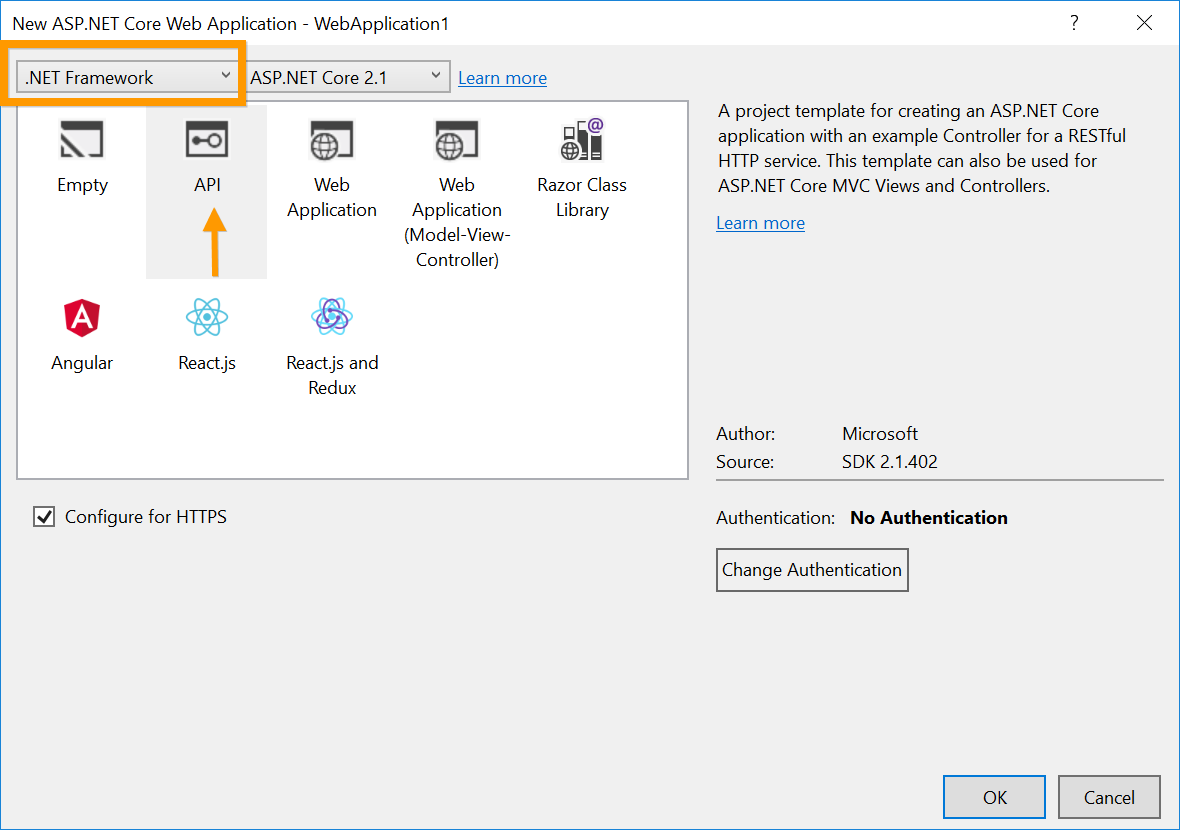 New ASP.NET Core Web Application - WebApplication1
?
.NET Framework
ASP.NET Core 2.1
Learn more
Empty
API
Web
Application
Web
Application
(Model-View-
Controller)
Razor Class
Library
@
Angular
React.js
React.js and
Redux
A project template for creating an ASP.NET Core
application with an example Controller for a RESTful
HTTP service. This template can also be used for
ASP.NET Core MVC Views and Controllers.
Learn more
Author: Microsoft
Source: SDK 2.1.402
Configure for HTTPS
Authentication: No Authentication
Change Authentication
OK
Cancel